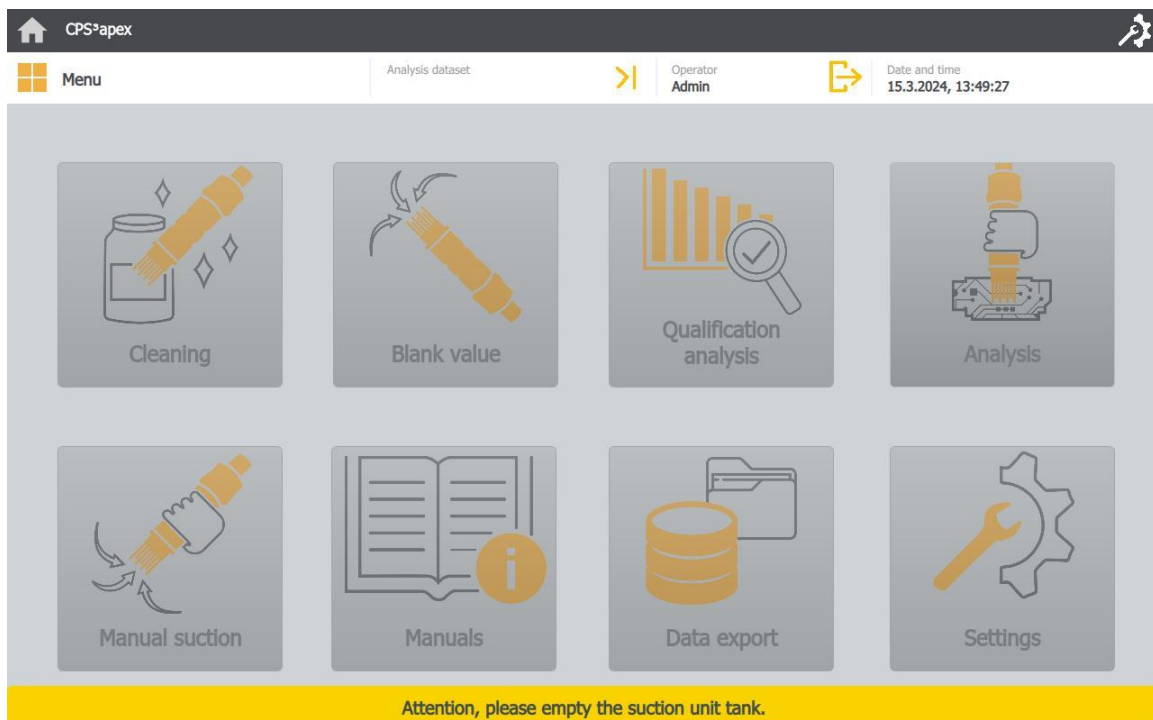 CPS³apex
Menu
Analysis dataset
Operator
Admin
Date and time
15.3.2024, 13:49:27
Cleaning
Blank value
Qualification
analysis
Analysis
Manual suction
Manuals
Data export
Settings
Attention, please empty the suction unit tank.